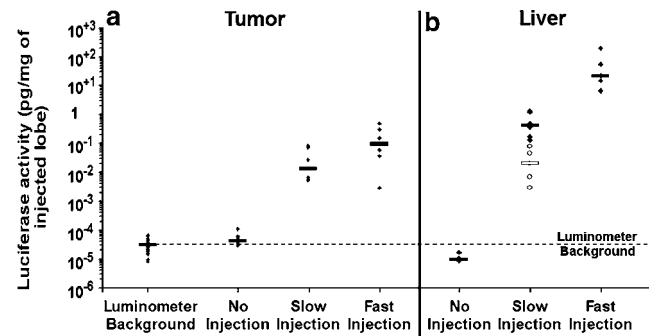 a Tumor b Liver
Luciferase activity (pg/mg of
injected lobe)
10+3
10+2
10+1
1
10-1
10-2
10-3
10-4
10-5
10-6
Luminometer
Background
Luminometer
Background
No
Injection
Slow
Injection
Fast
Injection
No
Injection
Slow
Injection
Fast
Injection